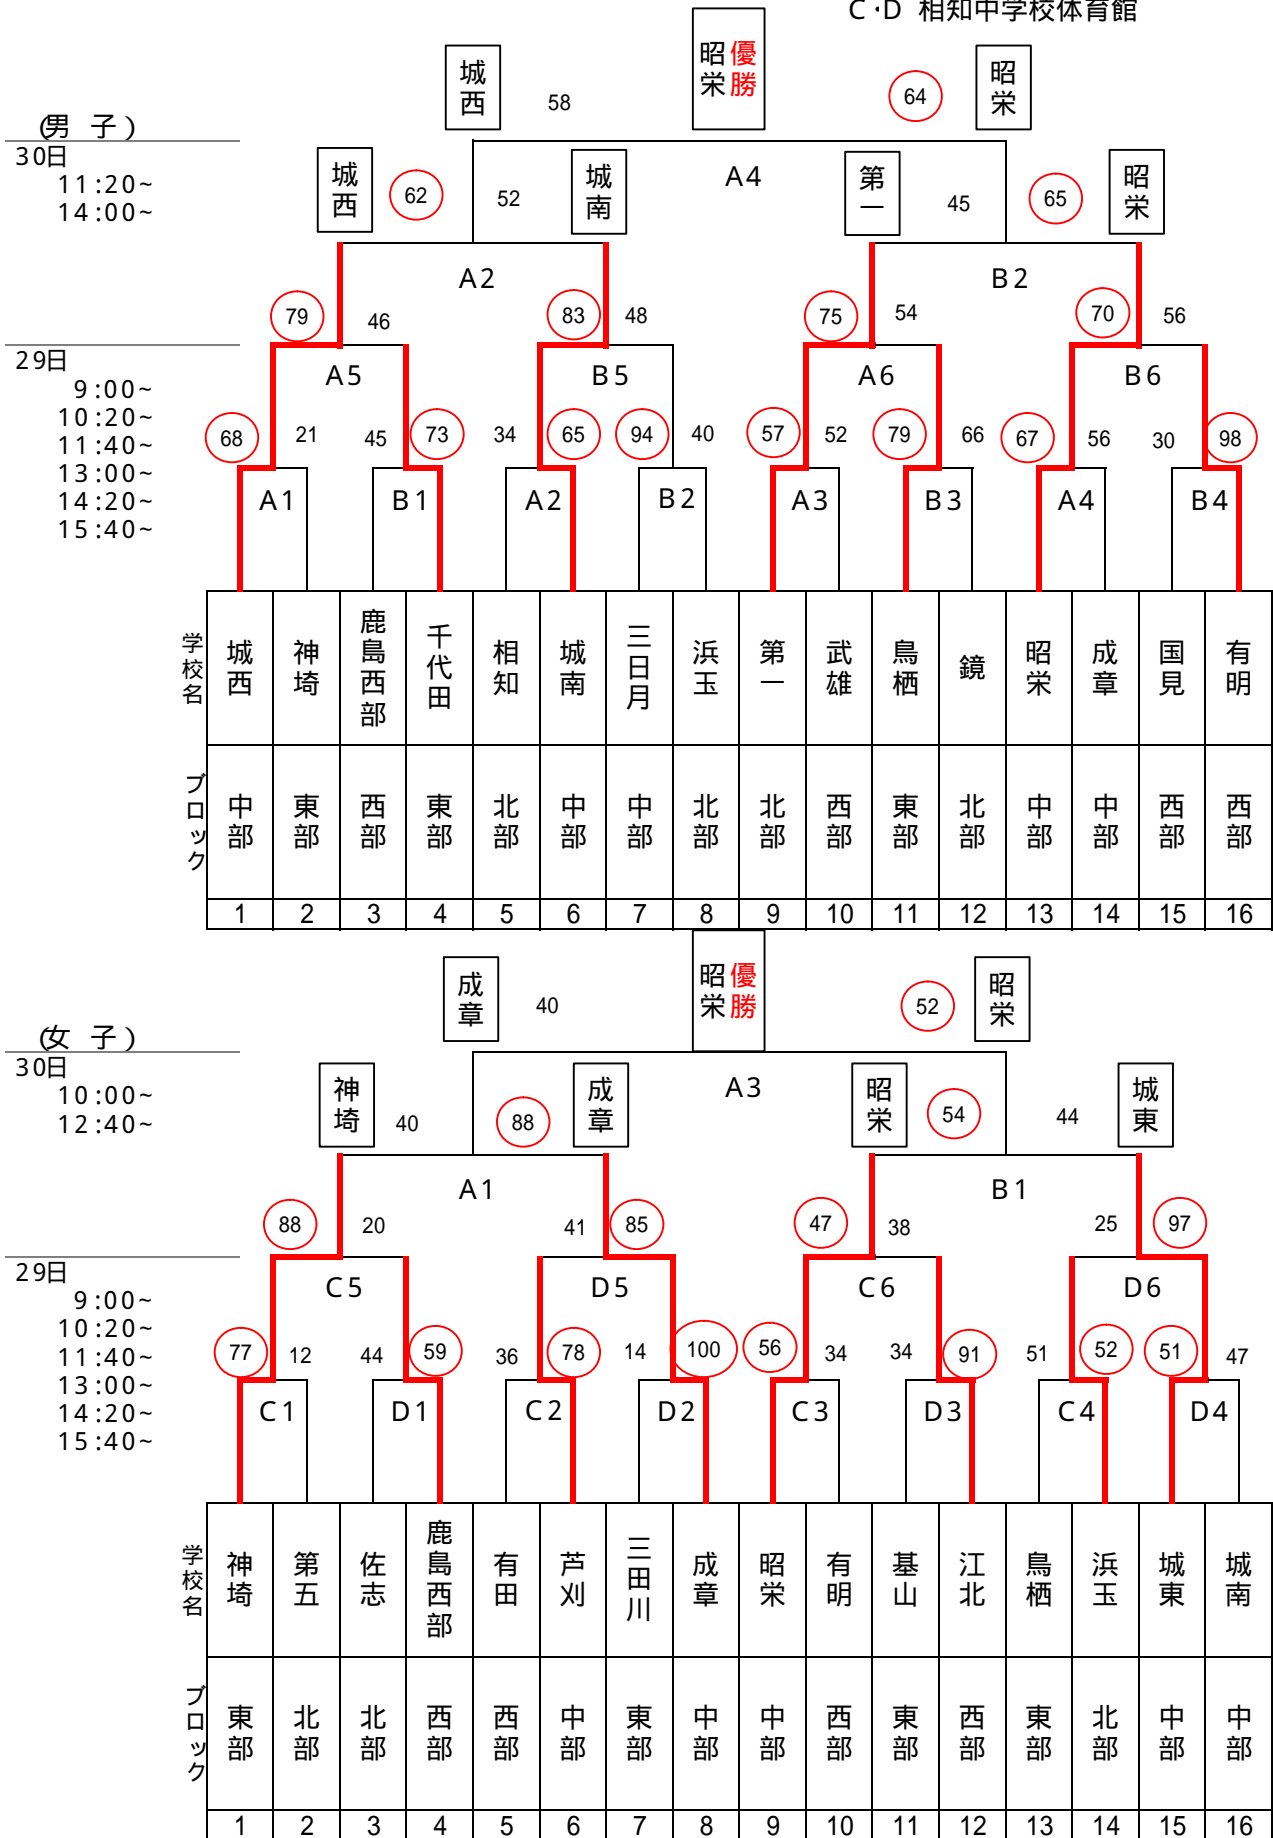 C・D 相知中学校体育館
昭栄 優勝
城西 58 64 昭栄
(男 子)
30日
11:20~
14:00~
城西 62 52 城南 A4 第一 45 65 昭栄
A2 B2
79 46 83 48 75 54 70 56
29日
9:00~
10:20~
11:40~
13:00~
14:20~
15:40~
A5 B5 A6 B6
68 21 45 73 34 65 94 40 57 52 79 66 67 56 30 98
A1 B1 A2 B2 A3 B3 A4 B4
学校名 城西 神埼 鹿島西部 千代田 相知 城南 三日月 浜玉 第一 武雄 鳥栖 鏡 昭栄 成章 国見 有明
ブロック 中部 東部 西部 東部 北部 中部 中部 北部 北部 西部 東部 北部 中部 中部 西部 西部
1 2 3 4 5 6 7 8 9 10 11 12 13 14 15 16
昭栄 優勝
成章 40 52 昭栄
(女 子)
30日
10:00~
12:40~
神埼 40 88 成章 A3 昭栄 54 44 城東
A1 B1
88 20 41 85 47 38 25 97
29日
9:00~
10:20~
11:40~
13:00~
14:20~
15:40~
C5 D5 C6 D6
77 12 44 59 36 78 14 100 56 34 34 91 51 52 51 47
C1 D1 C2 D2 C3 D3 C4 D4
学校名 神埼 第五 佐志 鹿島西部 有田 芦刈 三田川 成章 昭栄 有明 基山 江北 鳥栖 浜玉 城東 城南
ブロック 東部 北部 北部 西部 西部 中部 東部 中部 中部 西部 東部 西部 東部 北部 中部 中部
1 2 3 4 5 6 7 8 9 10 11 12 13 14 15 16